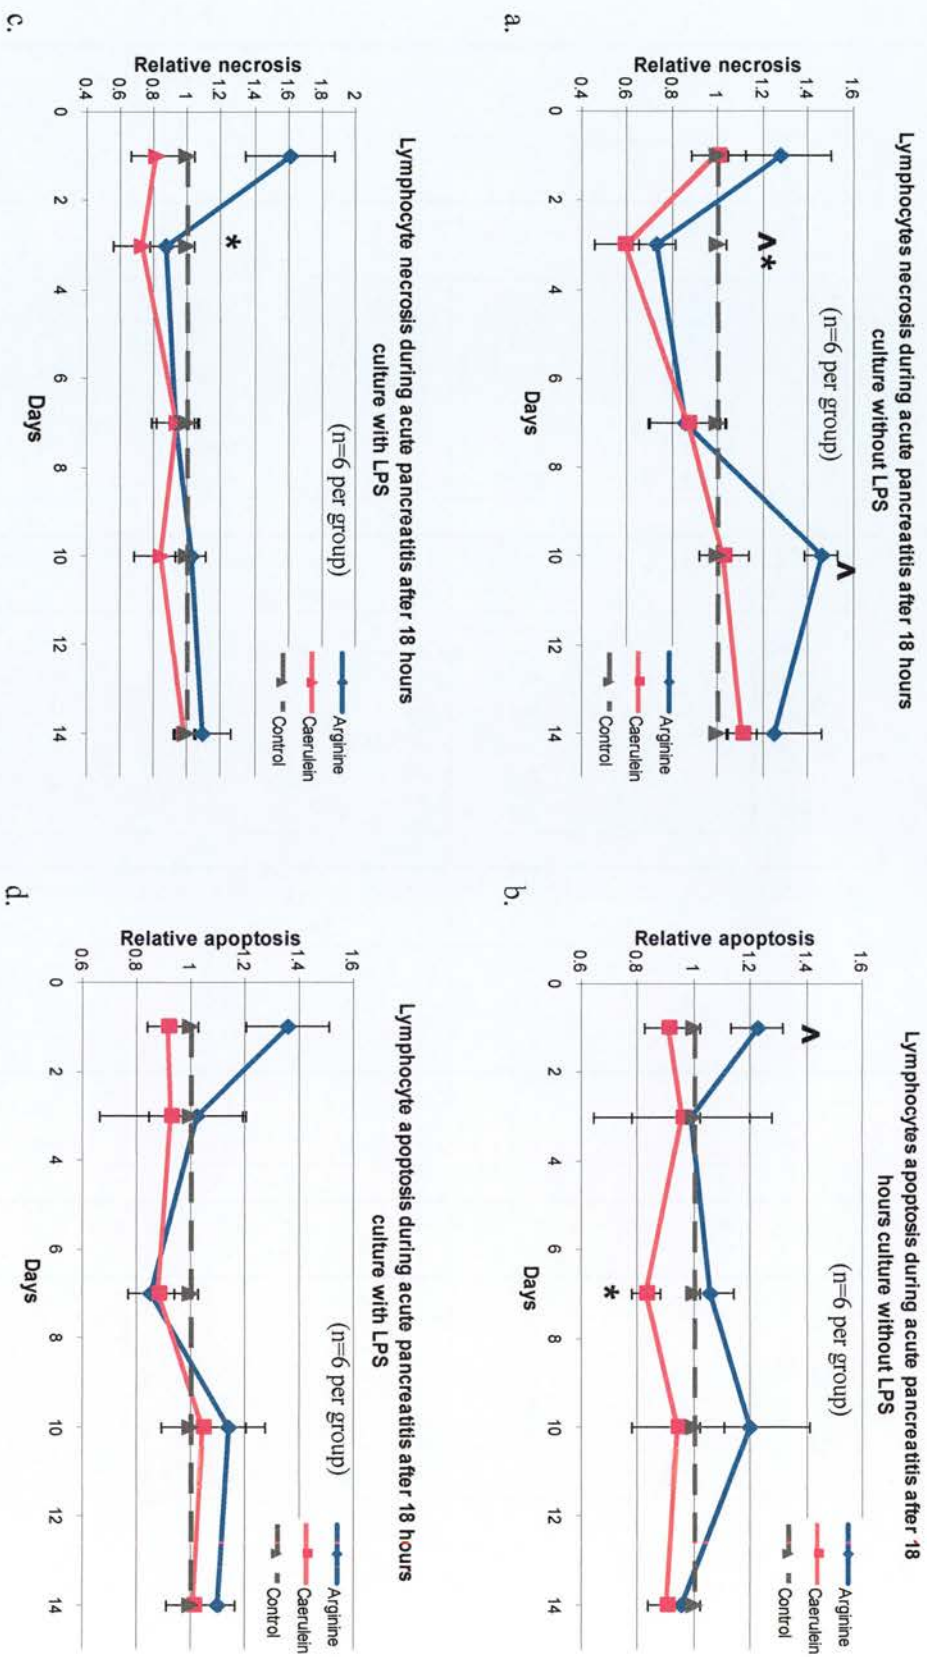 a.
Lymphocytes necrosis during acute pancreatitis after 18 hours
culture without LPS
(n=6 per group)
Relative necrosis
1.6
1.4
1.2
1
0.8
0.6
0.4
0 2 4 6 8 10 12 14
Days
^*
^
Arginine
Caerulein
Control
b.
Lymphocytes apoptosis during acute pancreatitis after 18
hours culture without LPS
(n=6 per group)
Relative apoptosis
1.6
1.4
1.2
1
0.8
0.6
0 2 4 6 8 10 12 14
Days
^
*
Arginine
Caerulein
Control
c.
Lymphocyte necrosis during acute pancreatitis after 18 hours
culture with LPS
(n=6 per group)
Relative necrosis
2
1.8
1.6
1.4
1.2
1
0.8
0.6
0.4
0 2 4 6 8 10 12 14
Days
*
Arginine
Caerulein
Control
d.
Lymphocyte apoptosis during acute pancreatitis after 18 hours
culture with LPS
(n=6 per group)
Relative apoptosis
1.6
1.4
1.2
1
0.8
0.6
0 2 4 6 8 10 12 14
Days
Arginine
Caerulein
Control